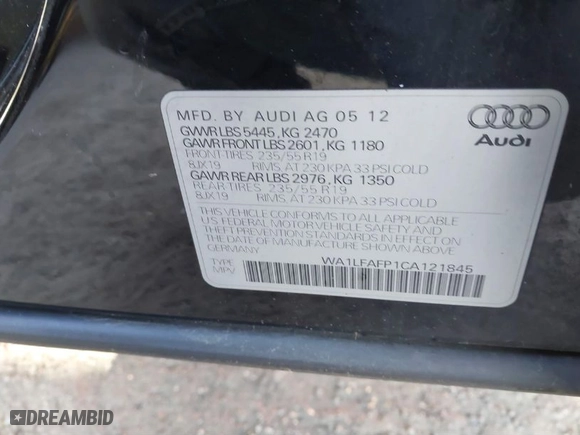 MFD. BY AUDI AG 05 12
GWWR LBS 5445, KG 2470
GAWR FRONT LBS 2601, KG 1180
FRONT TIRES 235/55 R19
8JX19 RIMS, AT 230 KPA 33 PSI COLD
GAWR REAR LBS 2976, KG 1350
REAR TIRES 235/55 R19
8JX19 RIMS, AT 230 KPA 33 PSI COLD
THIS VEHICLE CONFORMS TO ALL APPLICABLE
U.S. FEDERAL MOTOR VEHICLE SAFETY AND
THEFT PREVENTION STANDARDS IN EFFECT ON
THE DATE OF MANUFACTURE SHOWN ABOVE
TYPE: WA1LFAFP1CA121845
MPV
GERMANY
Audi
DREAMBID